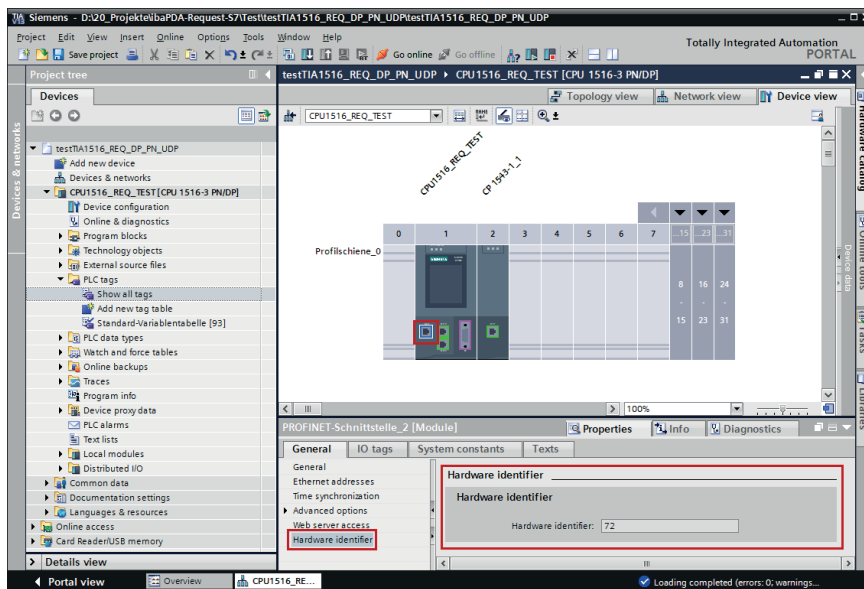 Siemens - D:\20_Projekte\ibaPDA-Request-S7\Test\testTIA1516_REQ_DP_PN_UDP\testTIA1516_REQ_DP_PN_UDP
Project Edit View Insert Online Options Tools Window Help
Totally Integrated Automation
PORTAL
Save project Go online Go offline
Project tree
testTIA1516_REQ_DP_PN_UDP CPU1516_REQ_TEST [CPU 1516-3 PN/DP]
Devices
Topology view Network view Device view
CPU1516_REQ_TEST
Devices & networks
Hardware catalog
Online tools
Tasks
Libraries
testTIA1516_REQ_DP_PN_UDP
Add new device
Devices & networks
CPU1516_REQ_TEST [CPU 1516-3 PN/DP]
Device configuration
Online & diagnostics
Program blocks
Technology objects
External source files
PLC tags
Show all tags
Add new tag table
Standard-Variablentabelle [93]
PLC data types
Watch and force tables
Online backups
Traces
Program info
Device proxy data
PLC alarms
Text lists
Local modules
Distributed I/O
Common data
Documentation settings
Languages & resources
Online access
Card Reader/USB memory
Details view
CPU1516_REQ_TEST
CP 1543-1_1
0 1 2 3 4 5 6 7 ...15 ...23 ...31
Profilschiene_0
SIEMENS
8 16 24
- - -
15 23 31
Device data
100%
PROFINET-Schnittstelle_2 [Module]
Properties Info Diagnostics
General IO tags System constants Texts
General
Ethernet addresses
Time synchronization
Advanced options
Web server access
Hardware identifier
Hardware identifier
Hardware identifier
Hardware identifier: 72
Portal view Overview CPU1516_RE...
Loading completed (errors: 0; warnings...